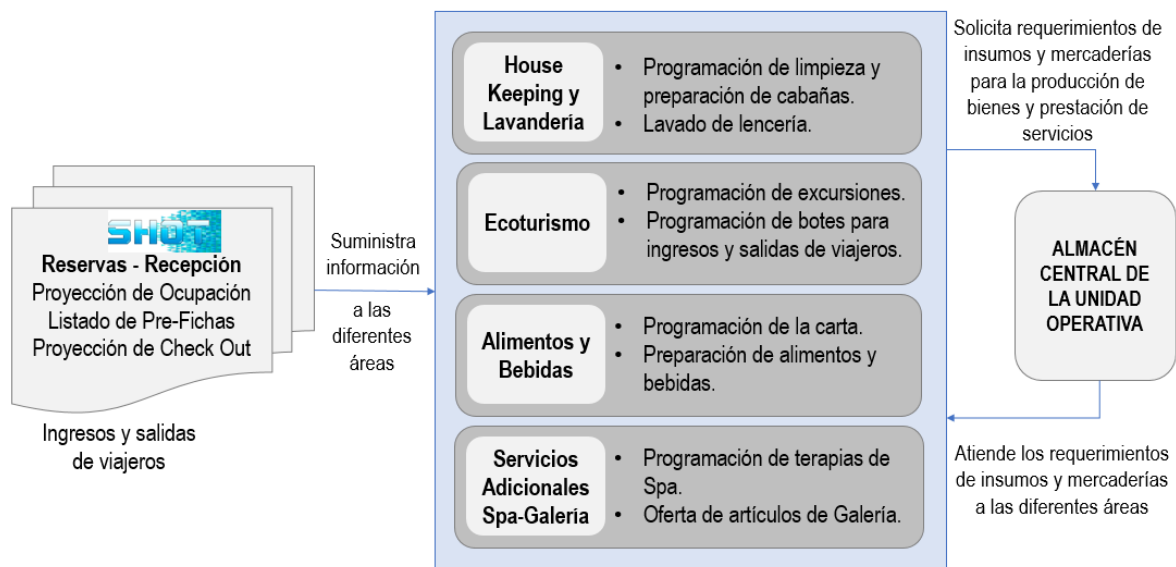 SHOT
Reservas - Recepción
Proyección de Ocupación
Listado de Pre-Fichas
Proyección de Check Out
Ingresos y salidas
de viajeros
Suministra
información
a las
diferentes
áreas
House
Keeping y
Lavandería
• Programación de limpieza y
preparación de cabañas.
• Lavado de lencería.
Ecoturismo
• Programación de excursiones.
• Programación de botes para
ingresos y salidas de viajeros.
Alimentos y
Bebidas
• Programación de la carta.
• Preparación de alimentos y
bebidas.
Servicios
Adicionales
Spa-Galería
• Programación de terapias de
Spa.
• Oferta de artículos de Galería.
Solicita requerimientos de
insumos y mercaderías
para la producción de
bienes y prestación de
servicios
ALMACÉN
CENTRAL DE
LA UNIDAD
OPERATIVA
Atiende los requerimientos
de insumos y mercaderías
a las diferentes áreas